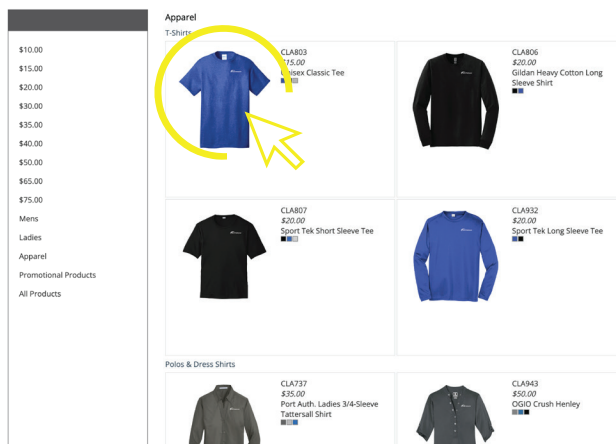 Apparel
T-Shirts
$10.00
$15.00
$20.00
$30.00
$35.00
$40.00
$50.00
$65.00
$75.00
Mens
Ladies
Apparel
Promotional Products
All Products
CLA803
$15.00
Unisex Classic Tee
CLA806
$20.00
Gildan Heavy Cotton Long
Sleeve Shirt
CLA807
$20.00
Sport Tek Short Sleeve Tee
CLA932
$20.00
Sport Tek Long Sleeve Tee
Polos & Dress Shirts
CLA737
$35.00
Port Auth. Ladies 3/4-Sleeve
Tattersall Shirt
CLA943
$50.00
OGIO Crush Henley